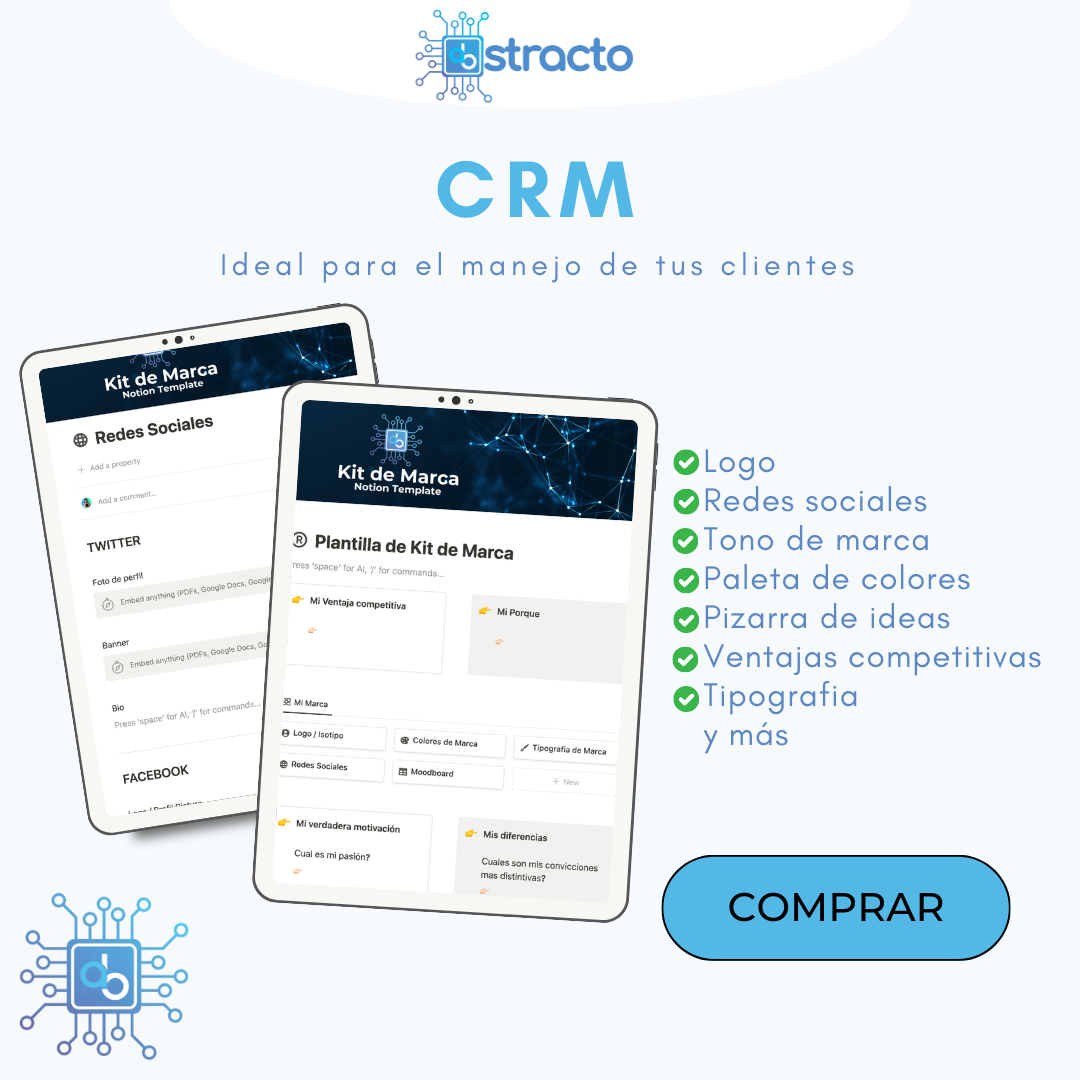 abstracto
CRM
Ideal para el manejo de tus clientes
Kit de Marca
Notion Template
Redes Sociales
Add a property
Add a comment...
TWITTER
Foto de perfil
Embed anything (PDFs, Google Docs, Google
Banner
Embed anything (PDFs, Google Docs, Go
Bio
Press 'space' for AI, '/' for commands...
FACEBOOK
Kit de Marca
Notion Template
® Plantilla de Kit de Marca
ress 'space' for AI, '/' for commands...
👉 Mi Ventaja competitiva
👉 Mi Porque
Mi Marca
Logo / Isotipo
Colores de Marca
Tipografia de Marca
Redes Sociales
Moodboard
+ New
👉 Mi verdadera motivación
Cual es mi pasión?
👉 Mis diferencias
Cuales son mis convicciones
mas distintivas?
Logo
Redes sociales
Tono de marca
Paleta de colores
Pizarra de ideas
Ventajas competitivas
Tipografia
y más
COMPRAR
ab